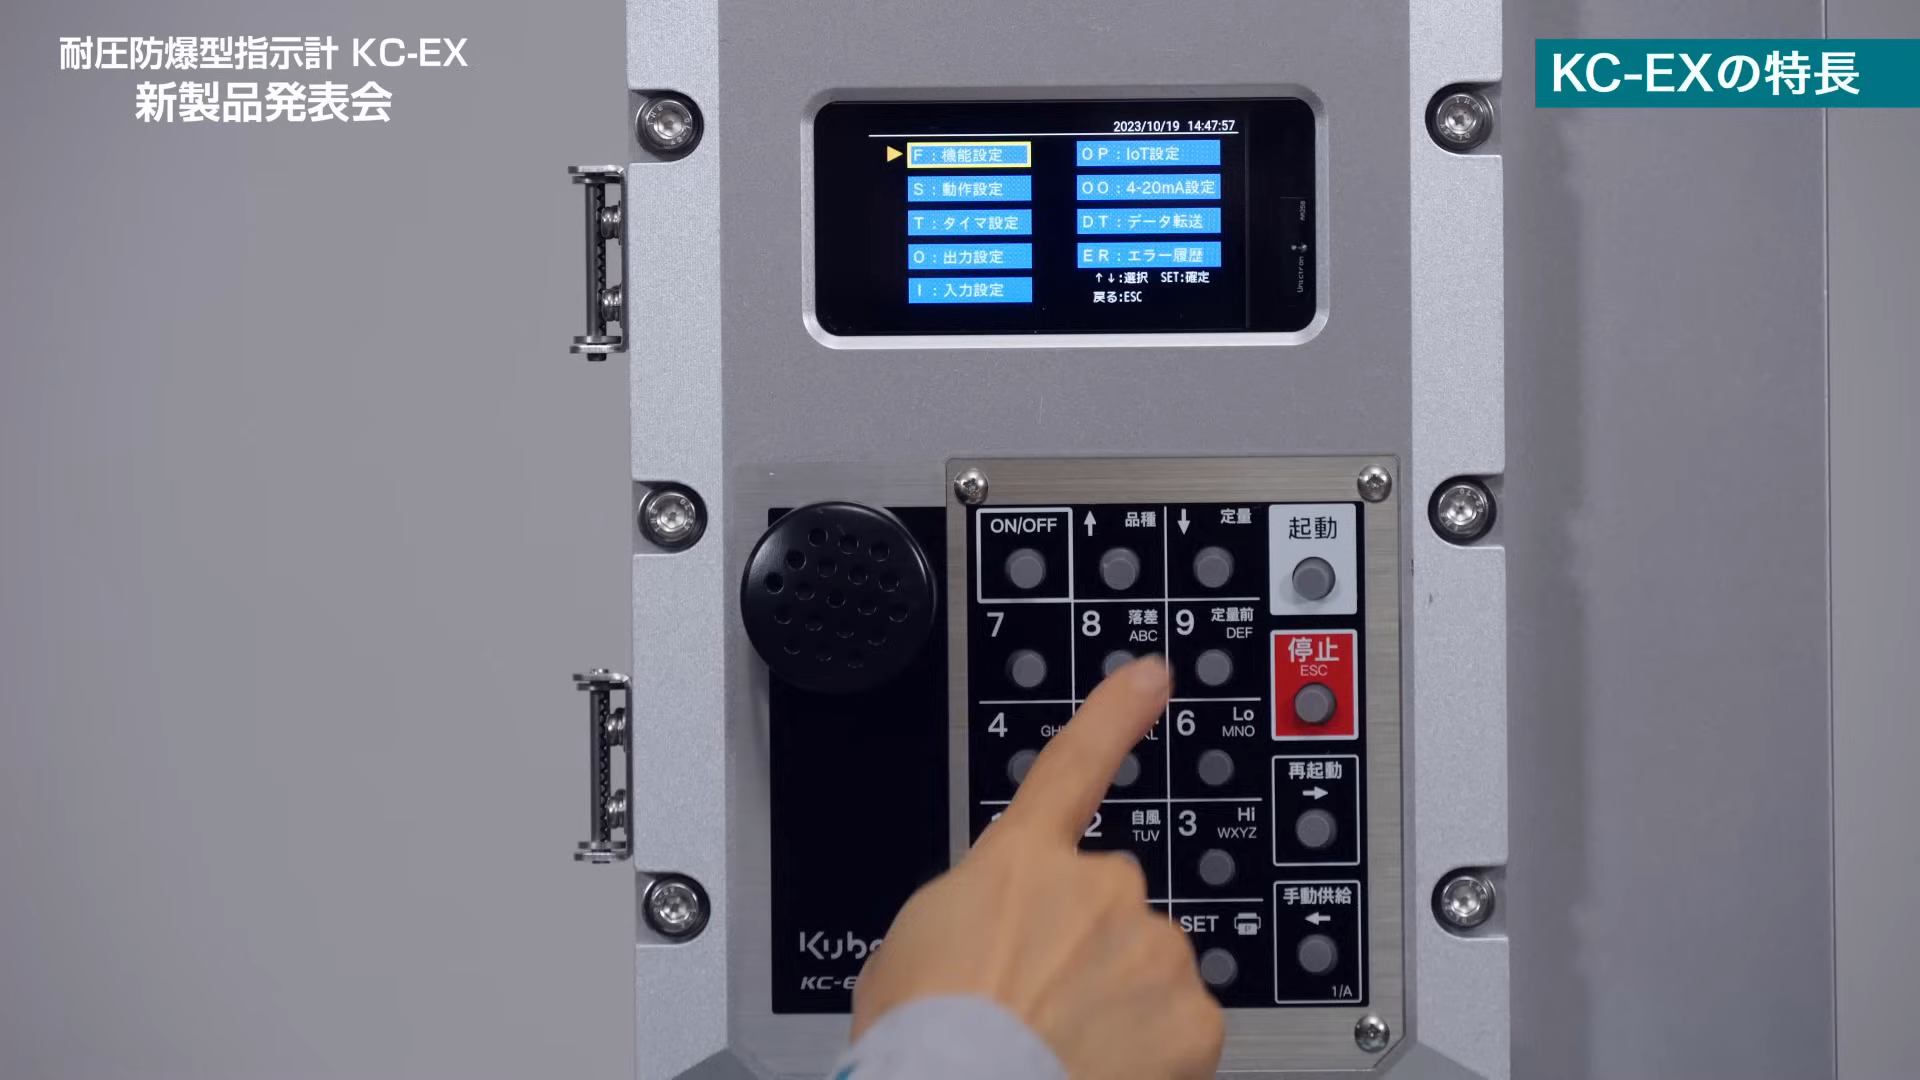 耐圧防爆型指示計 KC-EX
新製品発表会
KC-EXの特長
2023/10/19 14:47:57
F：機能設定
S：動作設定
T：タイマ設定
O：出力設定
I：入力設定
OP：IoT設定
OO：4-20mA設定
DT：データ転送
ER：エラー履歴
↑↓:選択 SET:確定
戻る:ESC
ON/OFF
↑ 品種
↓ 定量
起動
7
8 落差
ABC
9 定量前
DEF
停止
ESC
4
6 Lo
MNO
再起動
→
2 自風
TUV
3 Hi
WXYZ
手動供給
←
1/A
SET